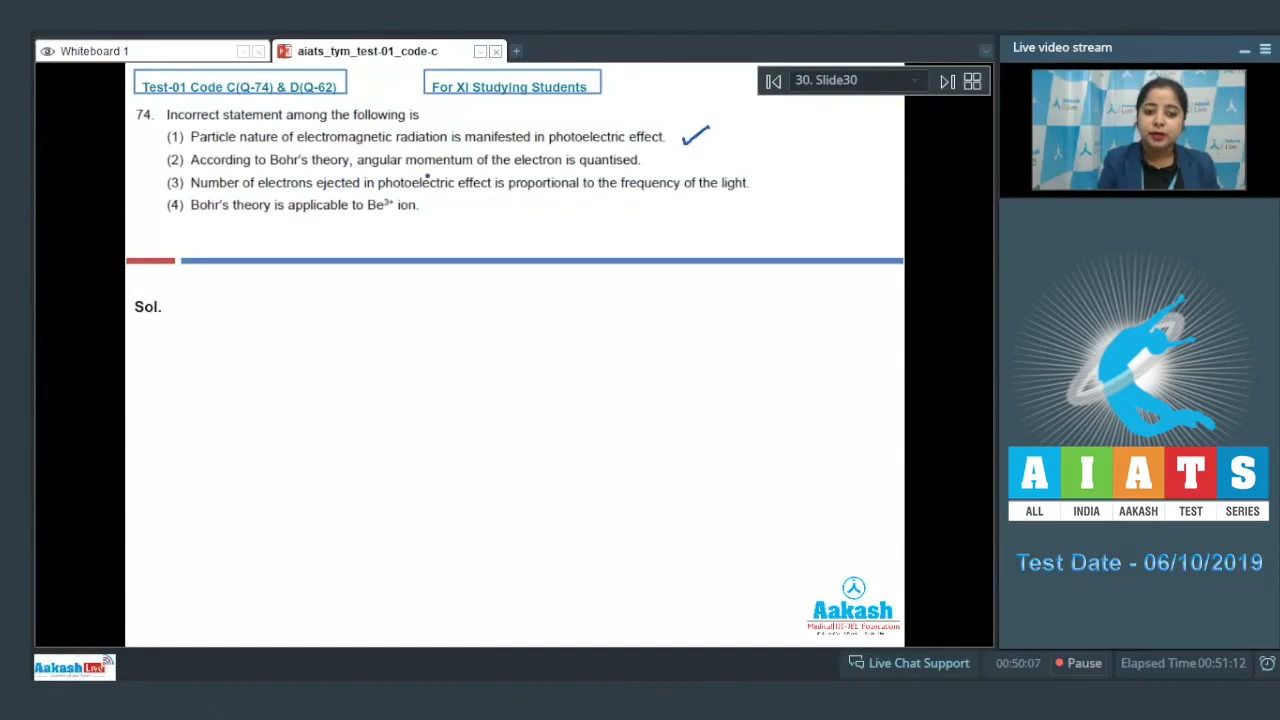 Whiteboard 1
aiats_tym_test-01_code-c
Live video stream
Test-01 Code C(Q-74) & D(Q-62)
For XI Studying Students
30. Slide30
74. Incorrect statement among the following is
(1) Particle nature of electromagnetic radiation is manifested in photoelectric effect.
(2) According to Bohr's theory, angular momentum of the electron is quantised.
(3) Number of electrons ejected in photoelectric effect is proportional to the frequency of the light.
(4) Bohr's theory is applicable to Be³⁺ ion.
Sol.
A I A T S
ALL INDIA AAKASH TEST SERIES
Test Date - 06/10/2019
Aakash
Medical|IIT-JEE|Foundations
Aakash Live
Live Chat Support
00:50:07
Pause
Elapsed Time 00:51:12